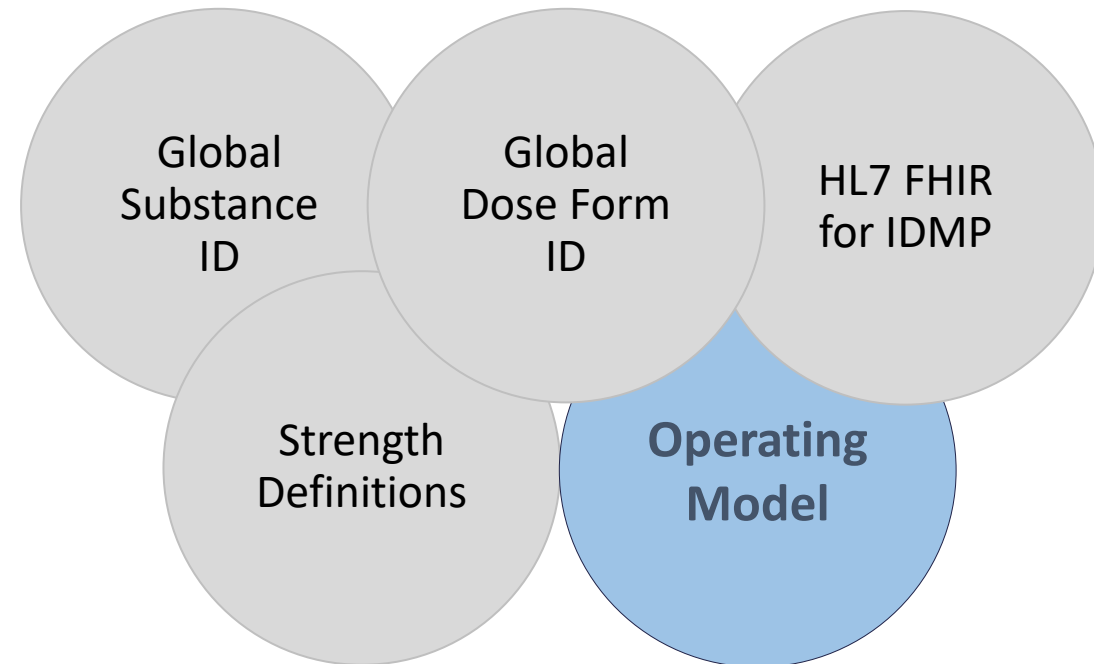 Global
Substance
ID
Global
Dose Form
ID
HL7 FHIR
for IDMP
Strength
Definitions
Operating
Model